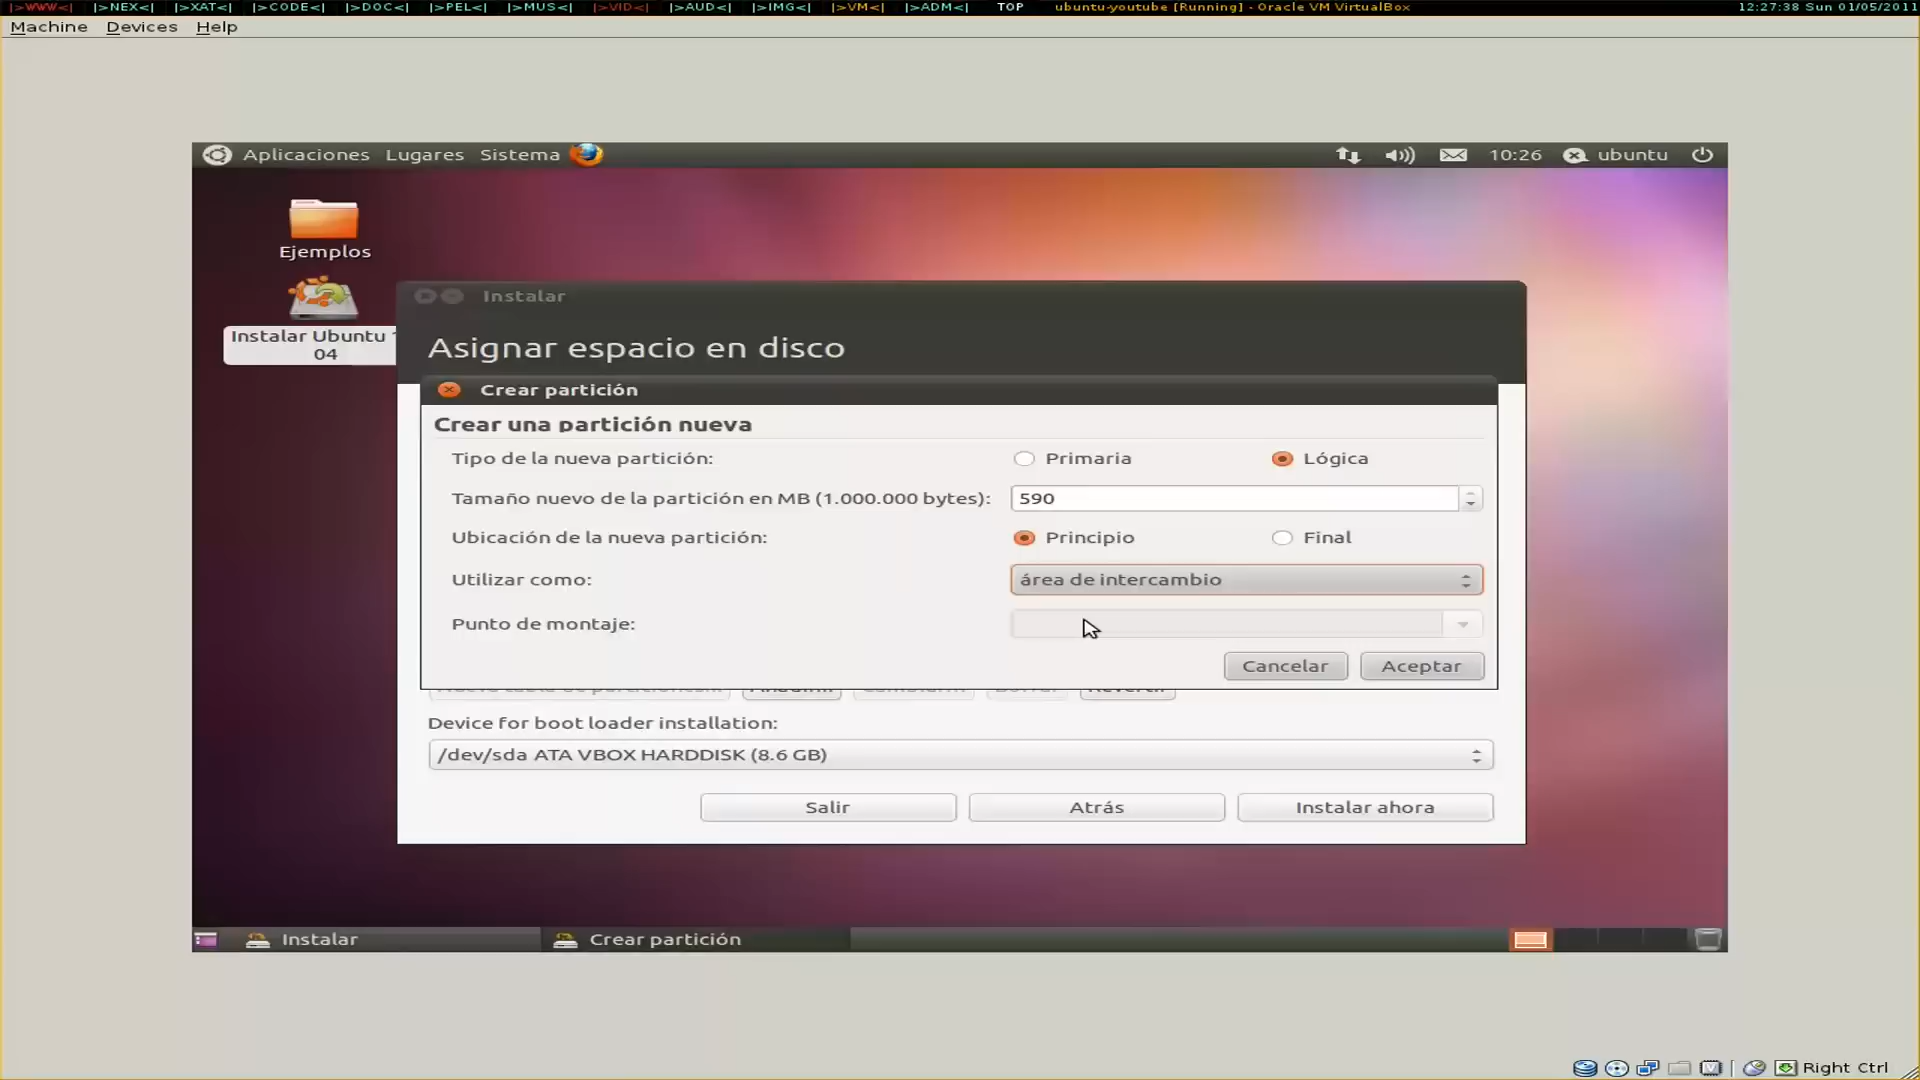 |>WWW<| |>NEX<| |>XAT<| |>CODE<| |>DOC<| |>PEL<| |>MUS<| |>VID<| |>AUD<| |>IMG<| |>VM<| |>ADM<| TOP ubuntu-youtube [Running] - Oracle VM VirtualBox 12:27:38 Sun 01/05/2011
Machine Devices Help
Aplicaciones Lugares Sistema 10:26 ubuntu
Ejemplos
Instalar Ubuntu
04
Instalar
Asignar espacio en disco
Crear partición
Crear una partición nueva
Tipo de la nueva partición: Primaria Lógica
Tamaño nuevo de la partición en MB (1.000.000 bytes): 590
Ubicación de la nueva partición: Principio Final
Utilizar como: área de intercambio
Punto de montaje:
Cancelar Aceptar
Device for boot loader installation:
/dev/sda ATA VBOX HARDDISK (8.6 GB)
Salir Atrás Instalar ahora
Instalar Crear partición
Right Ctrl